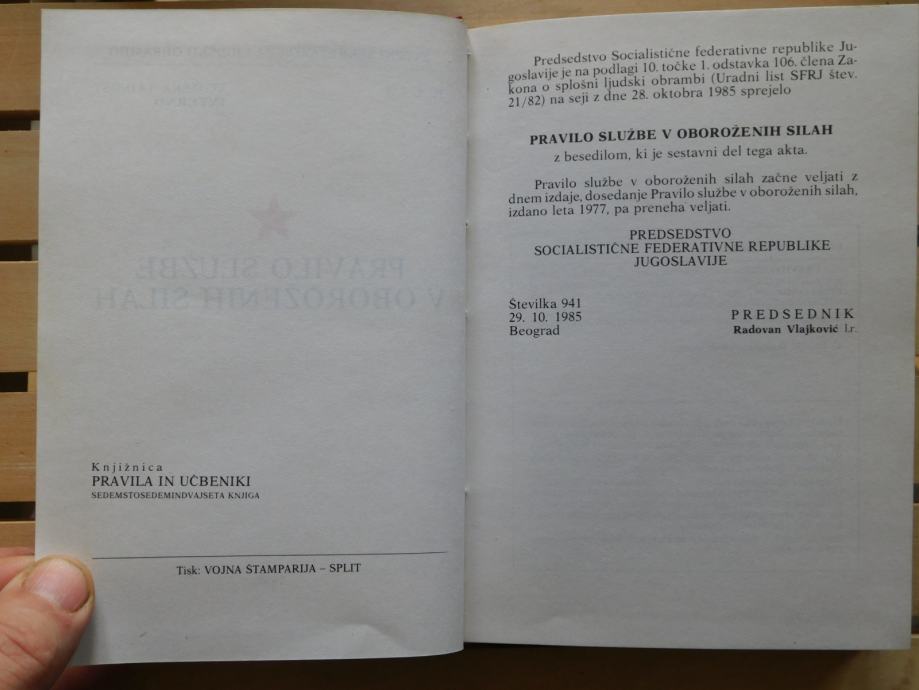 Knjižnica
PRAVILA IN UČBENIKI
SEDEMSTOSEDEMINDVAJSETA KNJIGA
Tisk: VOJNA ŠTAMPARIJA – SPLIT
Predsedstvo Socialistične federativne republike Ju-
goslavije je na podlagi 10. točke 1. odstavka 106. člena Za-
kona o splošni ljudski obrambi (Uradni list SFRJ štev.
21/82) na seji z dne 28. oktobra 1985 sprejelo
PRAVILO SLUŽBE V OBOROŽENIH SILAH
z besedilom, ki je sestavni del tega akta.
Pravilo službe v oboroženih silah začne veljati z
dnem izdaje, dosedanje Pravilo službe v oboroženih silah,
izdano leta 1977, pa preneha veljati.
PREDSEDSTVO
SOCIALISTIČNE FEDERATIVNE REPUBLIKE
JUGOSLAVIJE
Številka 941
29. 10. 1985
Beograd
PREDSEDNIK
Radovan Vlajković l.r.
PRAVILO SLUŽBE
V OBOROŽENIH SILAH